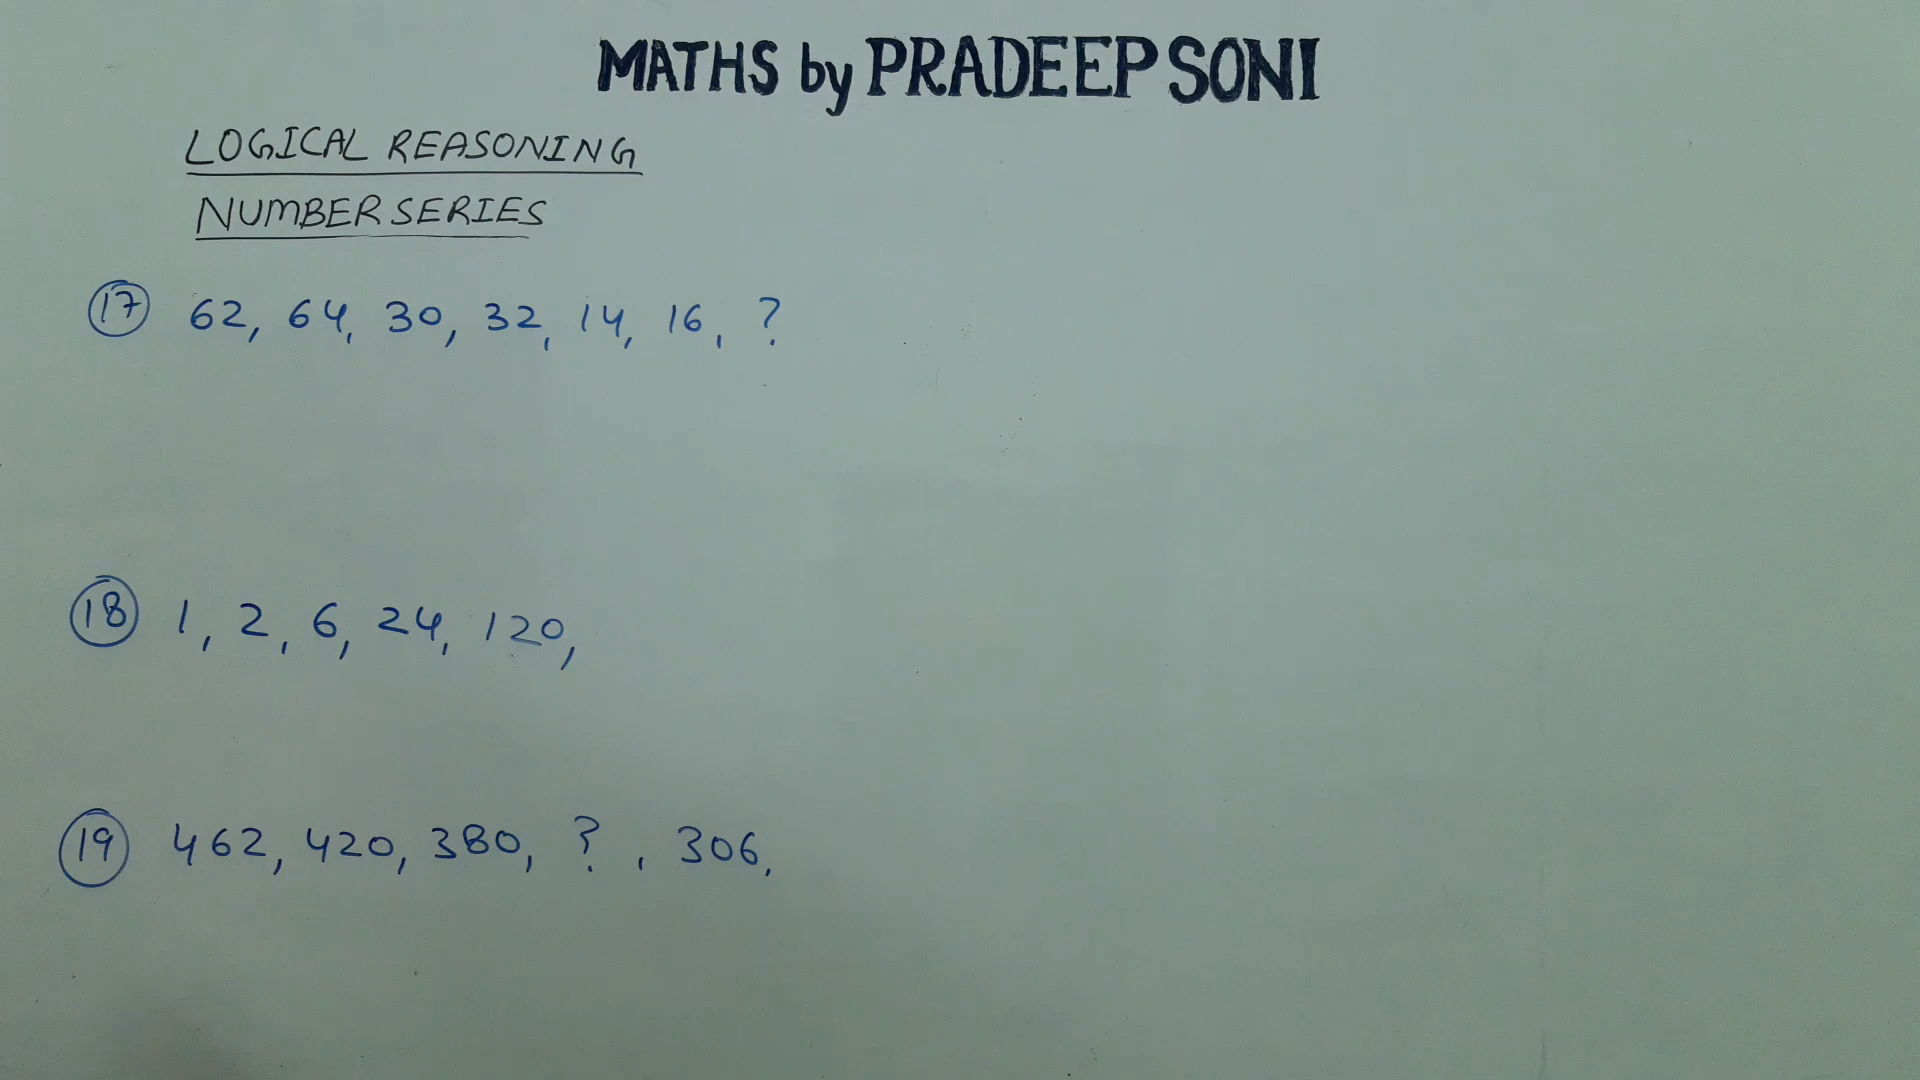 MATHS by PRADEEP SONI
LOGICAL REASONING
NUMBER SERIES
17 62, 64, 30, 32, 14, 16, ?
18 1, 2, 6, 24, 120,
19 462, 420, 380, ?, 306,